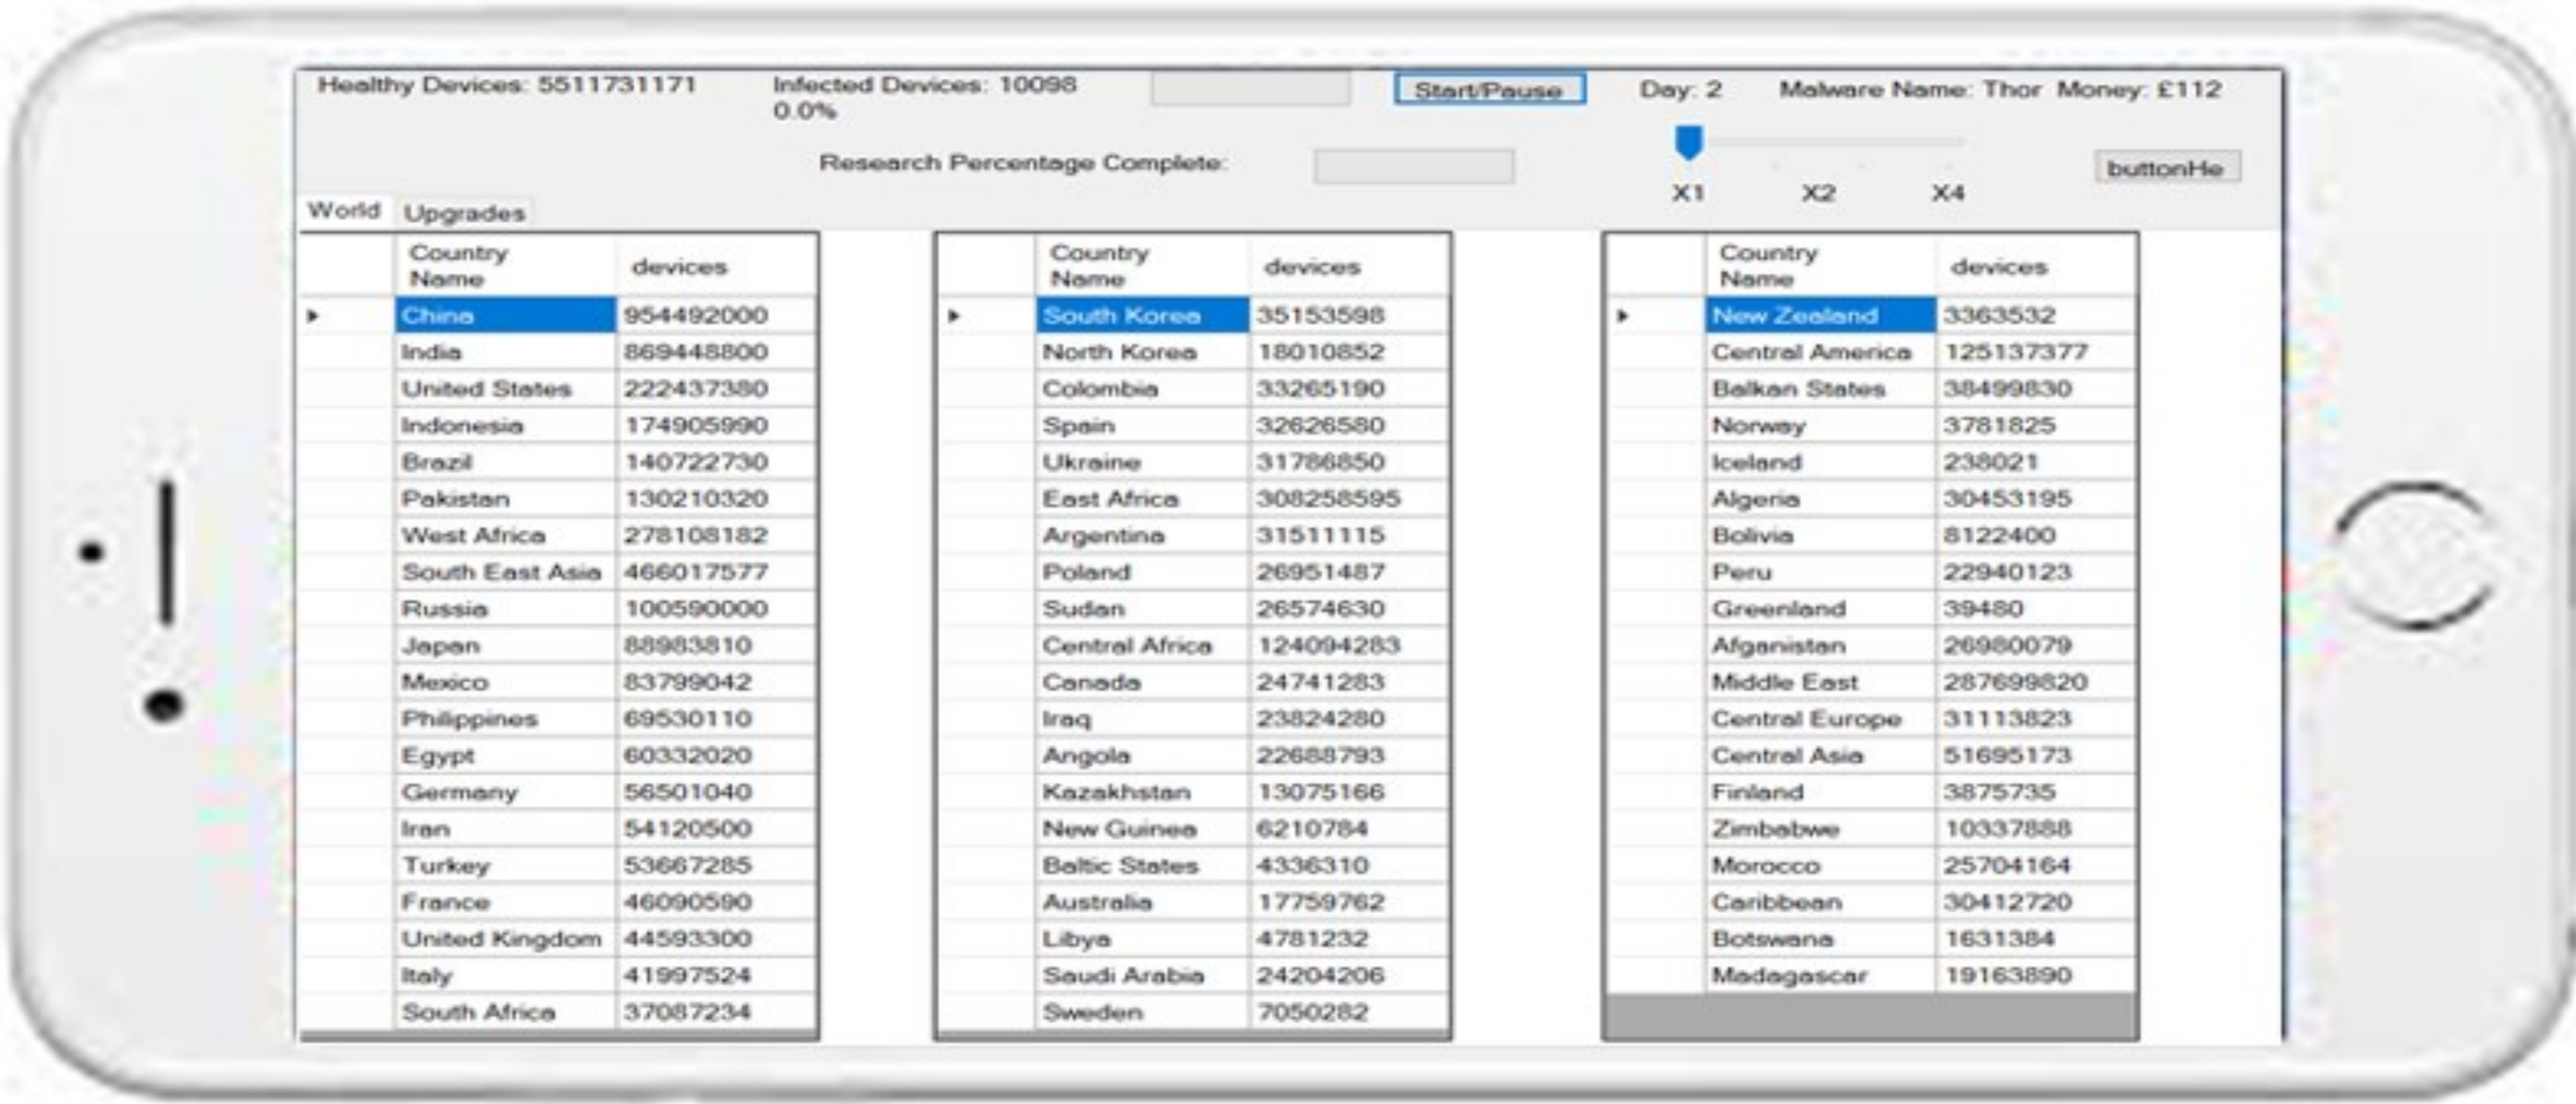 Healthy Devices: 5511731171 Infected Devices: 10098 Start/Pause Day: 2 Malware Name: Thor Money: £112
0.0%
Research Percentage Complete: buttonHe
X1 X2 X4
World Upgrades
Country Name devices Country Name devices Country Name devices
China 954492000 South Korea 35153598 New Zealand 3363532
India 869448800 North Korea 18010852 Central America 125137377
United States 222437380 Colombia 33265190 Balkan States 38499830
Indonesia 174905990 Spain 32626580 Norway 3781825
Brazil 140722730 Ukraine 31786850 Iceland 238021
Pakistan 130210320 East Africa 308258595 Algeria 30453195
West Africa 278108182 Argentina 31511115 Bolivia 8122400
South East Asia 466017577 Poland 26951487 Peru 22940123
Russia 100590000 Sudan 26574630 Greenland 39480
Japan 88983810 Central Africa 124094283 Afganistan 26980079
Mexico 83799042 Canada 24741283 Middle East 287699820
Philippines 69530110 Iraq 23824280 Central Europe 31113823
Egypt 60332020 Angola 22688793 Central Asia 51695173
Germany 56501040 Kazakhstan 13075166 Finland 3875735
Iran 54120500 New Guinea 6210784 Zimbabwe 10337888
Turkey 53667285 Baltic States 4336310 Morocco 25704164
France 46090590 Australia 17759762 Caribbean 30412720
United Kingdom 44593300 Libya 4781232 Botswana 1631384
Italy 41997524 Saudi Arabia 24204206 Madagascar 19163890
South Africa 37087234 Sweden 7050282